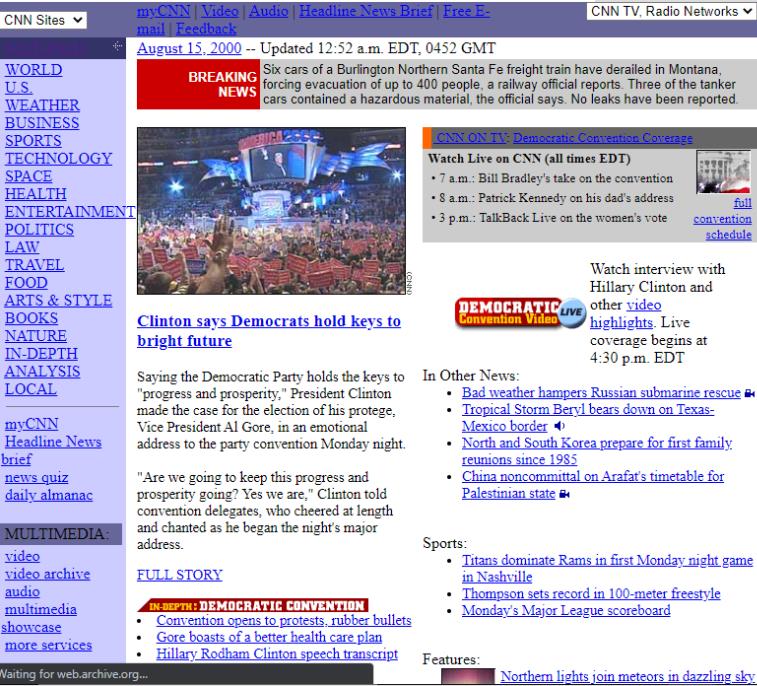 CNN Sites
myCNN | Video | Audio | Headline News Brief | Free E-
mail | Feedback
CNN TV, Radio Networks
August 15, 2000 -- Updated 12:52 a.m. EDT, 0452 GMT
WORLD
U.S.
WEATHER
BUSINESS
SPORTS
TECHNOLOGY
SPACE
HEALTH
ENTERTAINMENT
POLITICS
LAW
TRAVEL
FOOD
ARTS & STYLE
BOOKS
NATURE
IN-DEPTH
ANALYSIS
LOCAL
myCNN
Headline News
brief
news quiz
daily almanac
MULTIMEDIA:
video
video archive
audio
multimedia
showcase
more services
BREAKING
NEWS
Six cars of a Burlington Northern Santa Fe freight train have derailed in Montana,
forcing evacuation of up to 400 people, a railway official reports. Three of the tanker
cars contained a hazardous material, the official says. No leaks have been reported.
AMERICA 2000
(CNN)
Clinton says Democrats hold keys to
bright future
Saying the Democratic Party holds the keys to
"progress and prosperity," President Clinton
made the case for the election of his protege,
Vice President Al Gore, in an emotional
address to the party convention Monday night.
"Are we going to keep this progress and
prosperity going? Yes we are," Clinton told
convention delegates, who cheered at length
and chanted as he began the night's major
address.
FULL STORY
IN-DEPTH: DEMOCRATIC CONVENTION
• Convention opens to protests, rubber bullets
• Gore boasts of a better health care plan
• Hillary Rodham Clinton speech transcript
CNN ON TV: Democratic Convention Coverage
Watch Live on CNN (all times EDT)
• 7 a.m.: Bill Bradley's take on the convention
• 8 a.m.: Patrick Kennedy on his dad's address
• 3 p.m.: TalkBack Live on the women's vote
full
convention
schedule
DEMOCRATIC
Convention Video LIVE
Watch interview with
Hillary Clinton and
other video
highlights. Live
coverage begins at
4:30 p.m. EDT
In Other News:
• Bad weather hampers Russian submarine rescue
• Tropical Storm Beryl bears down on Texas-
Mexico border
• North and South Korea prepare for first family
reunions since 1985
• China noncommittal on Arafat's timetable for
Palestinian state
Sports:
• Titans dominate Rams in first Monday night game
in Nashville
• Thompson sets record in 100-meter freestyle
• Monday's Major League scoreboard
Features:
Northern lights join meteors in dazzling sky
Waiting for web.archive.org...